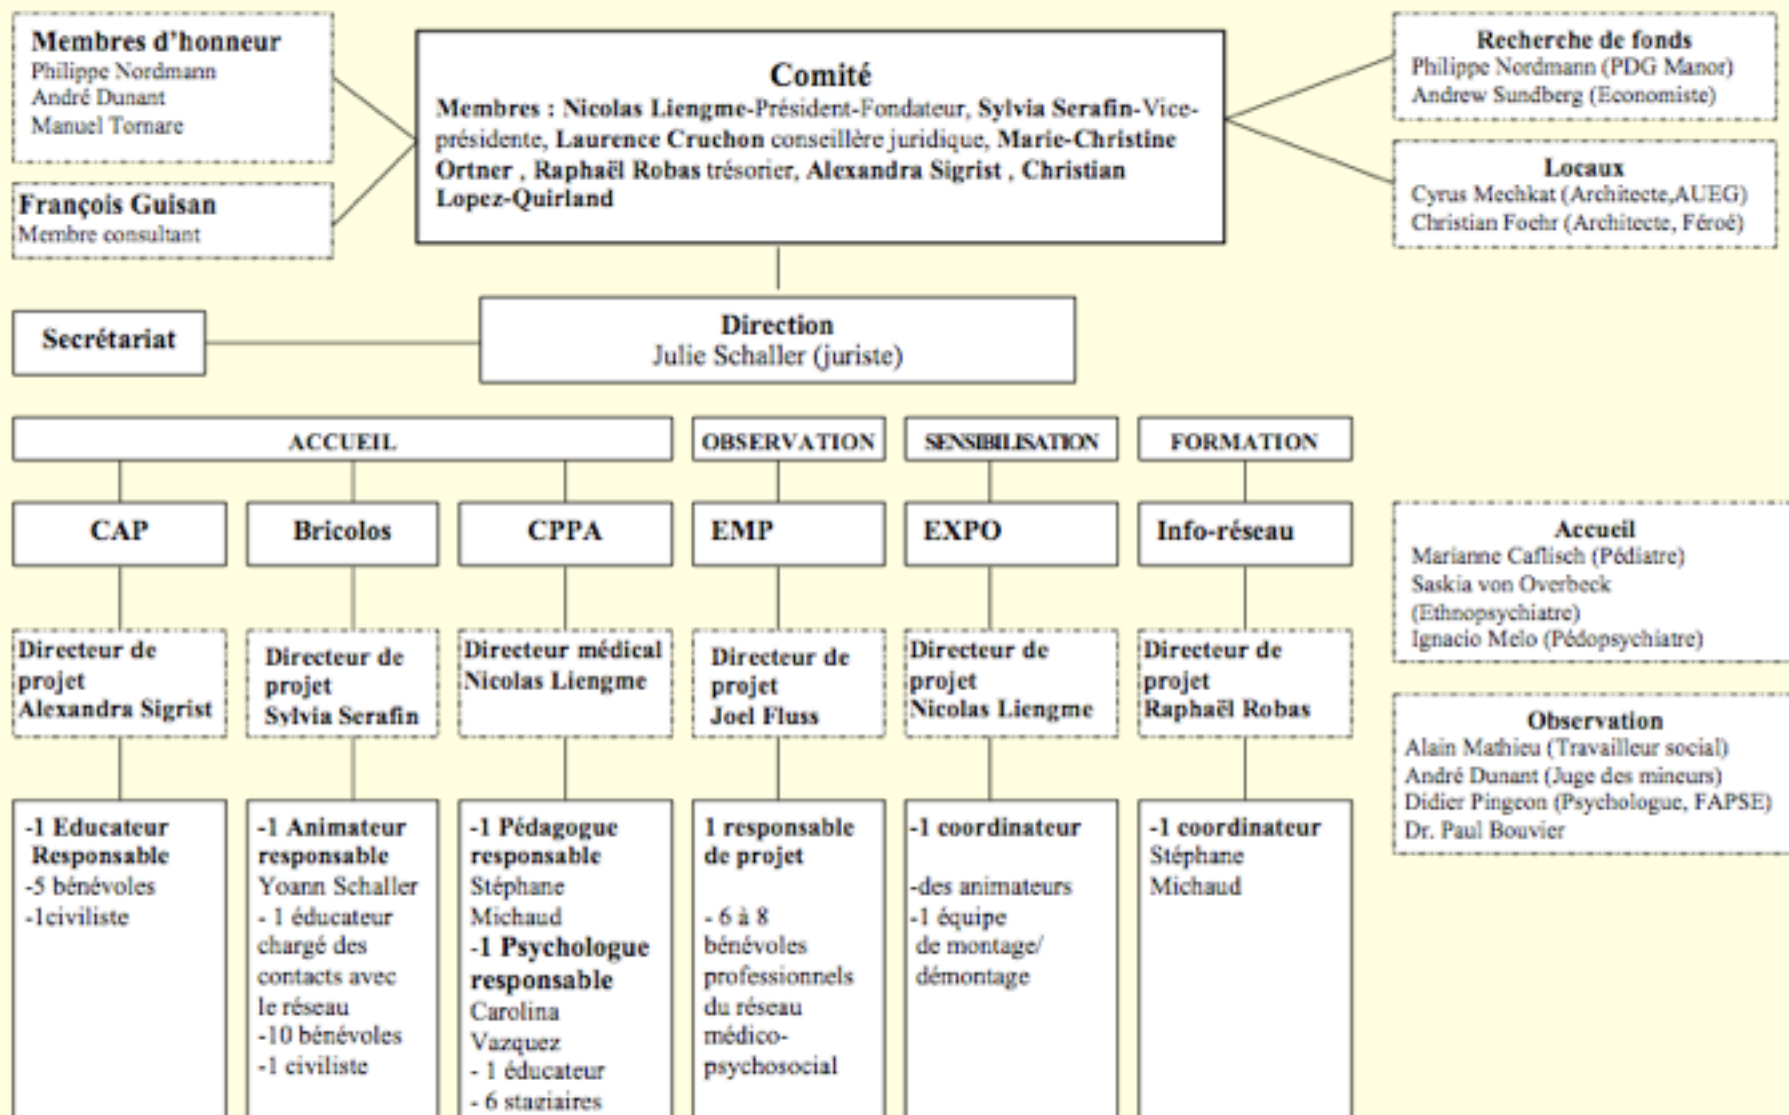 Membres d'honneur
Philippe Nordmann
André Dunant
Manuel Tornare
François Guisan
Membre consultant
Comité
Membres : Nicolas Liengme-Président-Fondateur, Sylvia Serafin-Vice-
présidente, Laurence Cruchon conseillère juridique, Marie-Christine
Ortner , Raphaël Robas trésorier, Alexandra Sigrist , Christian
Lopez-Quirland
Recherche de fonds
Philippe Nordmann (PDG Manor)
Andrew Sundberg (Economiste)
Locaux
Cyrus Mechkat (Architecte,AUEG)
Christian Foehr (Architecte, Féroé)
Secrétariat
Direction
Julie Schaller (juriste)
ACCUEIL
OBSERVATION
SENSIBILISATION
FORMATION
CAP
Bricolos
CPPA
EMP
EXPO
Info-réseau
Directeur de
projet
Alexandra Sigrist
Directeur de
projet
Sylvia Serafin
Directeur médical
Nicolas Liengme
Directeur de
projet
Joel Fluss
Directeur de
projet
Nicolas Liengme
Directeur de
projet
Raphaël Robas
-1 Educateur
Responsable
-5 bénévoles
-1civiliste
-1 Animateur
responsable
Yoann Schaller
- 1 éducateur
chargé des
contacts avec
le réseau
-10 bénévoles
-1 civiliste
-1 Pédagogue
responsable
Stéphane
Michaud
-1 Psychologue
responsable
Carolina
Vazquez
- 1 éducateur
- 6 stagiaires
1 responsable
de projet
- 6 à 8
bénévoles
professionnels
du réseau
médico-
psychosocial
-1 coordinateur
-des animateurs
-1 équipe
de montage/
démontage
-1 coordinateur
Stéphane
Michaud
Accueil
Marianne Caflisch (Pédiatre)
Saskia von Overbeck
(Ethnopsychiatre)
Ignacio Melo (Pédopsychiatre)
Observation
Alain Mathieu (Travailleur social)
André Dunant (Juge des mineurs)
Didier Pingeon (Psychologue, FAPSE)
Dr. Paul Bouvier